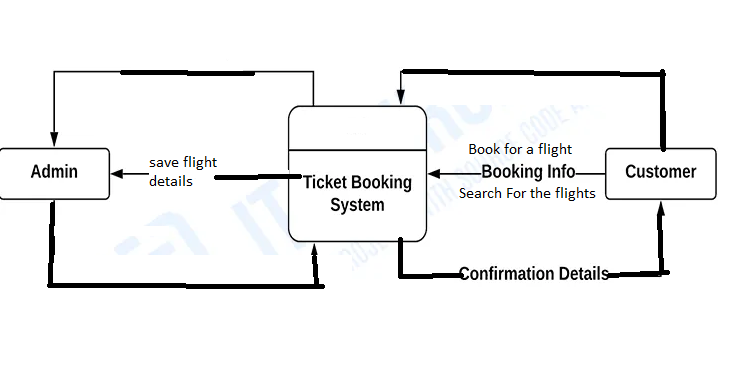 Admin
save flight
details
Ticket Booking
System
Book for a flight
Booking Info
Search For the flights
Customer
Confirmation Details